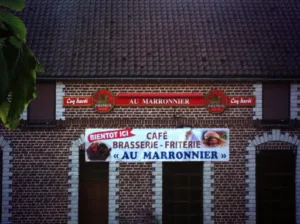 Coq hardi AU MARRONNIER Coq hardi
BIENTOT ICI
CAFÉ
BRASSERIE - FRITERIE
" AU MARRONNIER "